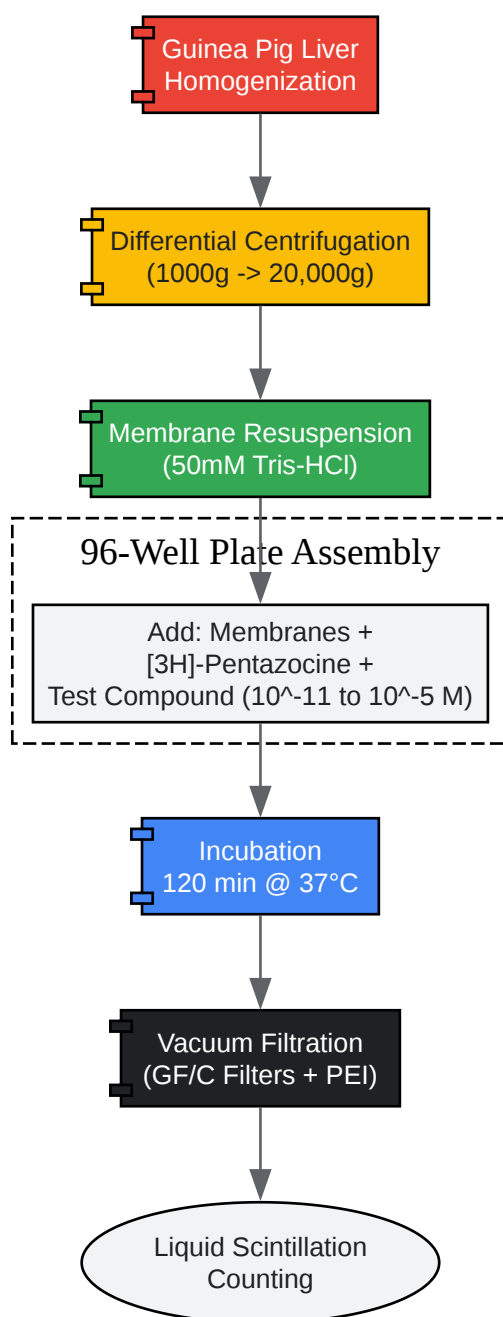 Guinea Pig Liver
Homogenization
Differential Centrifugation
(1000g -> 20,000g)
Membrane Resuspension
(50mM Tris-HCl)
96-Well Plate Assembly
Add: Membranes +
[3H]-Pentazocine +
Test Compound (10^-11 to 10^-5 M)
Incubation
120 min @ 37°C
Vacuum Filtration
(GF/C Filters + PEI)
Liquid Scintillation
Counting